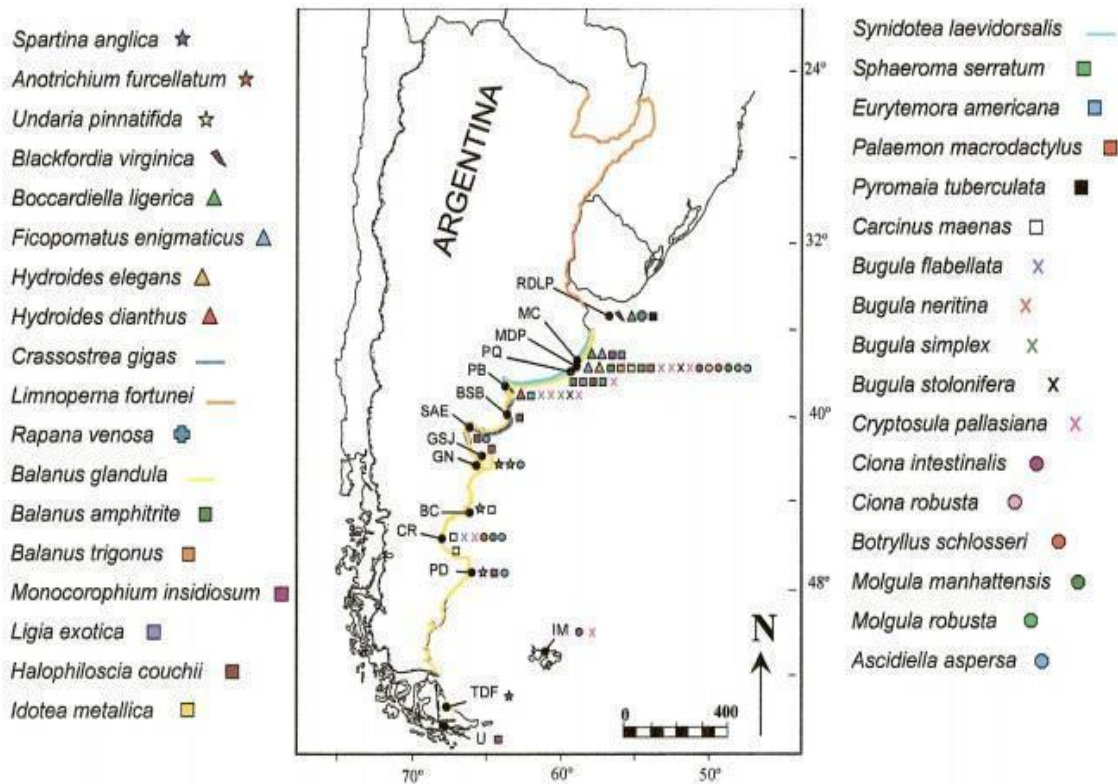 Spartina anglica
Anotrichium furcellatum
Undaria pinnatifida
Blackfordia virginica
Boccardiella ligerica
Ficopomatus enigmaticus
Hydroides elegans
Hydroides dianthus
Crassostrea gigas
Limnoperna fortunei
Rapana venosa
Balanus glandula
Balanus amphitrite
Balanus trigonus
Monocorophium insidiosum
Ligia exotica
Halophiloscia couchii
Idotea metallica
ARGENTINA
RDLP
MC
MDP
PQ
PB
BSB
SAE
GSJ
GN
BC
CR
PD
IM
TDF
U
N
0
400
24°
32°
40°
48°
70°
60°
50°
Synidotea laevidorsalis
Sphaeroma serratum
Eurytemora americana
Palaemon macrodactylus
Pyromaia tuberculata
Carcinus maenas
Bugula flabellata
Bugula neritina
Bugula simplex
Bugula stolonifera
Cryptosula pallasiana
Ciona intestinalis
Ciona robusta
Botryllus schlosseri
Molgula manhattensis
Molgula robusta
Ascidiella aspersa